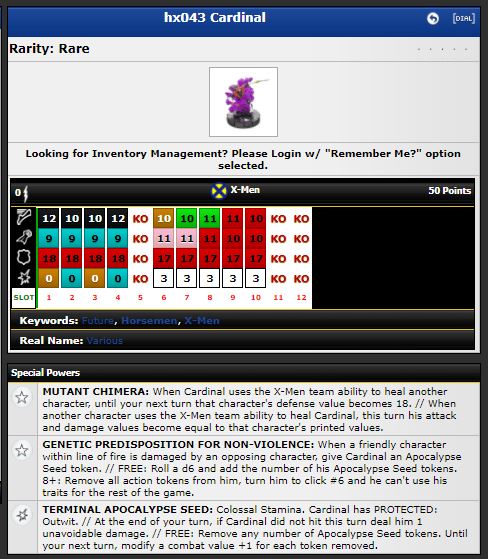 hx043 Cardinal
[DIAL]
Rarity: Rare
. . . . .
Looking for Inventory Management? Please Login w/ "Remember Me?" option
selected.
0 X-Men 50 Points
12 10 10 12 KO 10 10 11 11 10 KO KO
9 9 9 9 KO 11 11 11 10 10 KO KO
18 18 18 18 KO 17 17 17 17 17 KO KO
0 0 0 0 KO 3 3 3 3 3 KO KO
SLOT 1 2 3 4 5 6 7 8 9 10 11 12
Keywords: Future, Horsemen, X-Men
Real Name: Various
Special Powers
MUTANT CHIMERA: When Cardinal uses the X-Men team ability to heal another
character, until your next turn that character's defense value becomes 18. // When
another character uses the X-Men team ability to heal Cardinal, this turn his attack
and damage values become equal to that character's printed values.
GENETIC PREDISPOSITION FOR NON-VIOLENCE: When a friendly character
within line of fire is damaged by an opposing character, give Cardinal an Apocalypse
Seed token. // FREE: Roll a d6 and add the number of his Apocalypse Seed tokens.
8+: Remove all action tokens from him, turn him to click #6 and he can't use his
traits for the rest of the game.
TERMINAL APOCALYPSE SEED: Colossal Stamina. Cardinal has PROTECTED:
Outwit. // At the end of your turn, if Cardinal did not hit this turn deal him 1
unavoidable damage. // FREE: Remove any number of Apocalypse Seed tokens. Until
your next turn, modify a combat value +1 for each token removed.